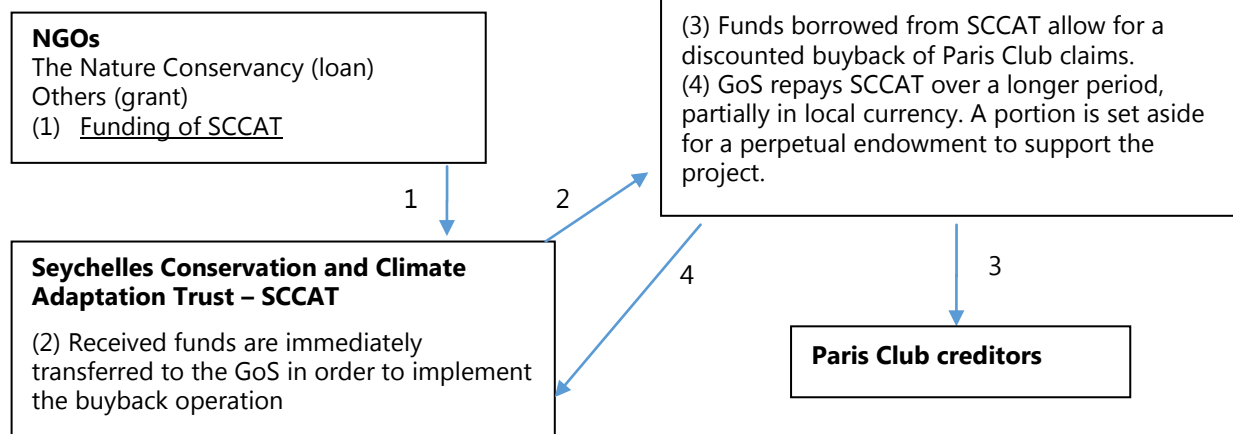 NGOs
The Nature Conservancy (loan)
Others (grant)
(1) Funding of SCCAT
(3) Funds borrowed from SCCAT allow for a
discounted buyback of Paris Club claims.
(4) GoS repays SCCAT over a longer period,
partially in local currency. A portion is set aside
for a perpetual endowment to support the
project.
1
2
Seychelles Conservation and Climate
Adaptation Trust – SCCAT
(2) Received funds are immediately
transferred to the GoS in order to implement
the buyback operation
4
3
Paris Club creditors